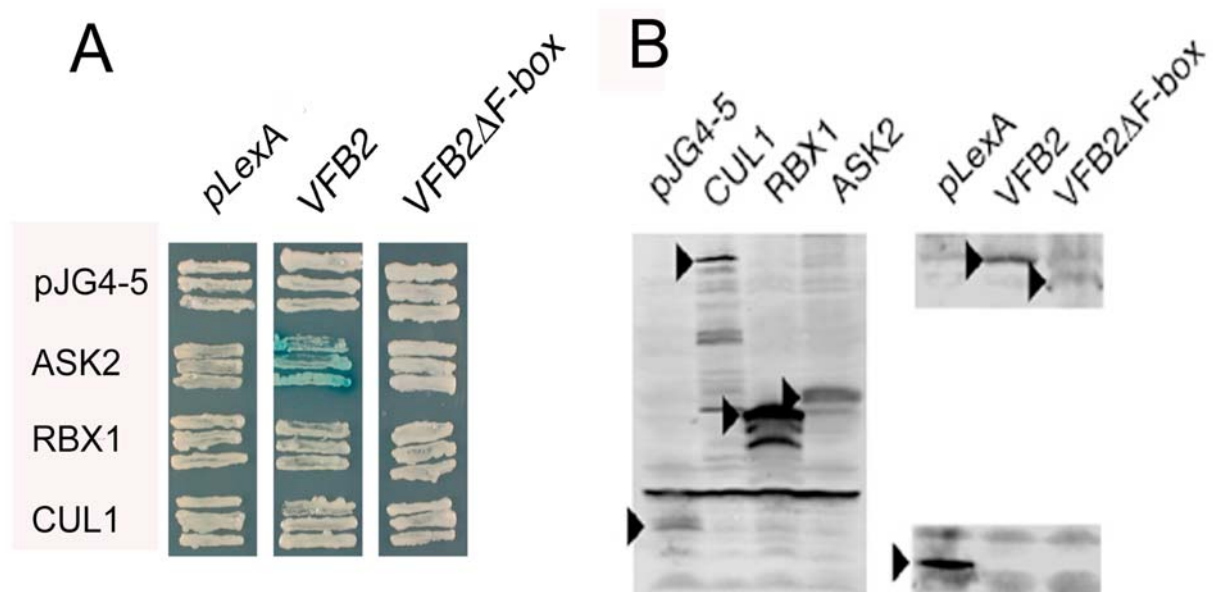 A
pLexA
VFB2
VFB2ΔF-box
pJG4-5
ASK2
RBX1
CUL1
B
pJG4-5
CUL1
RBX1
ASK2
pLexA
VFB2
VFB2ΔF-box